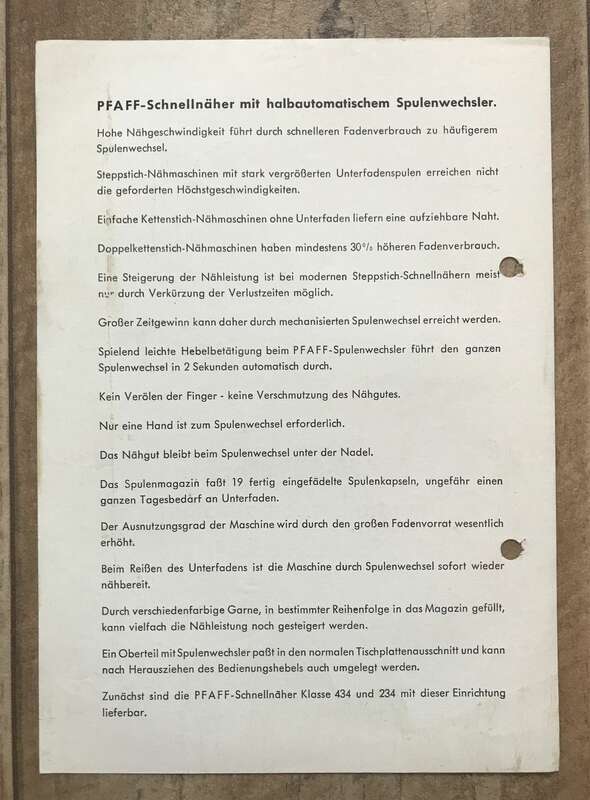 PFAFF-Schnellnäher mit halbautomatischem Spulenwechsler.
Hohe Nähgeschwindigkeit führt durch schnelleren Fadenverbrauch zu häufigerem
Spulenwechsel.
Steppstich-Nähmaschinen mit stark vergrößerten Unterfadenspulen erreichen nicht
die geforderten Höchstgeschwindigkeiten.
Einfache Kettenstich-Nähmaschinen ohne Unterfaden liefern eine aufziehbare Naht.
Doppelkettenstich-Nähmaschinen haben mindestens 30% höheren Fadenverbrauch.
Eine Steigerung der Nähleistung ist bei modernen Steppstich-Schnellnähern meist
nur durch Verkürzung der Verlustzeiten möglich.
Großer Zeitgewinn kann daher durch mechanisierten Spulenwechsel erreicht werden.
Spielend leichte Hebelbetätigung beim PFAFF-Spulenwechsler führt den ganzen
Spulenwechsel in 2 Sekunden automatisch durch.
Kein Verölen der Finger - keine Verschmutzung des Nähgutes.
Nur eine Hand ist zum Spulenwechsel erforderlich.
Das Nähgut bleibt beim Spulenwechsel unter der Nadel.
Das Spulenmagazin faßt 19 fertig eingefädelte Spulenkapseln, ungefähr einen
ganzen Tagesbedarf an Unterfaden.
Der Ausnutzungsgrad der Maschine wird durch den großen Fadenvorrat wesentlich
erhöht.
Beim Reißen des Unterfadens ist die Maschine durch Spulenwechsel sofort wieder
nähbereit.
Durch verschiedenfarbige Garne, in bestimmter Reihenfolge in das Magazin gefüllt,
kann vielfach die Nähleistung noch gesteigert werden.
Ein Oberteil mit Spulenwechsler paßt in den normalen Tischplattenausschnitt und kann
nach Herausziehen des Bedienungshebels auch umgelegt werden.
Zunächst sind die PFAFF-Schnellnäher Klasse 434 und 234 mit dieser Einrichtung
lieferbar.